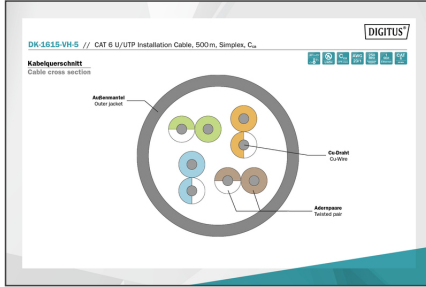 DIGITUS®
DK-1615-VH-5 // CAT 6 U/UTP Installation Cable, 500 m, Simplex, Cca
Kabelquerschnitt
Cable cross section
Außenmantel
Outer jacket
Cu-Draht
Cu-Wire
Adernpaare
Twisted pair